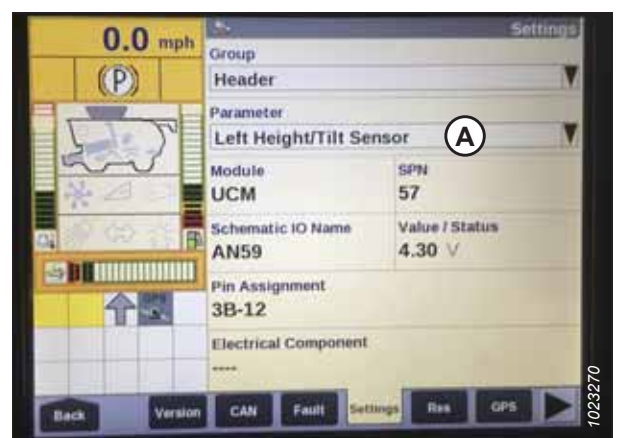 0.0 mph
(P)
Settings
Group
Header
Parameter
Left Height/Tilt Sensor
A
Module
SPN
UCM
57
Schematic IO Name
Value / Status
AN59
4.30 V
Pin Assignment
3B-12
Electrical Component
----
GPS
Back
Version
CAN
Fault
Settings
Res
GPS
1023270